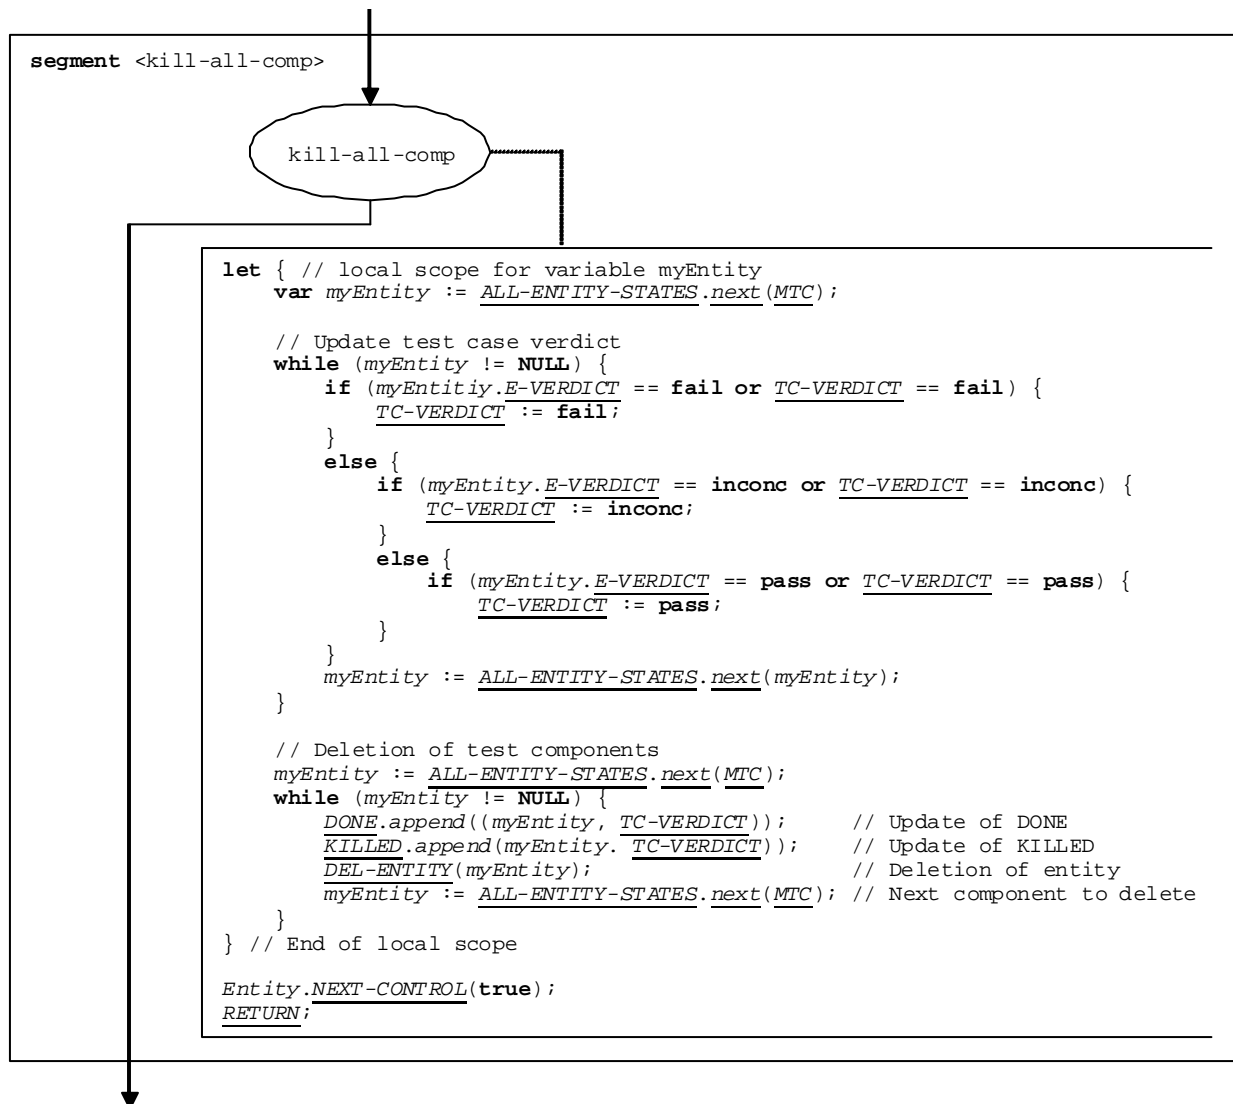 segment <kill-all-comp>
kill-all-comp
let { // local scope for variable myEntity
var myEntity := ALL-ENTITY-STATES.next(MTC);
// Update test case verdict
while (myEntity != NULL) {
if (myEntitiy.E-VERDICT == fail or TC-VERDICT == fail) {
TC-VERDICT := fail;
}
else {
if (myEntity.E-VERDICT == inconc or TC-VERDICT == inconc) {
TC-VERDICT := inconc;
}
else {
if (myEntity.E-VERDICT == pass or TC-VERDICT == pass) {
TC-VERDICT := pass;
}
}
myEntity := ALL-ENTITY-STATES.next(myEntity);
}
// Deletion of test components
myEntity := ALL-ENTITY-STATES.next(MTC);
while (myEntity != NULL) {
DONE.append((myEntity, TC-VERDICT)); // Update of DONE
KILLED.append(myEntity. TC-VERDICT)); // Update of KILLED
DEL-ENTITY(myEntity); // Deletion of entity
myEntity := ALL-ENTITY-STATES.next(MTC); // Next component to delete
}
} // End of local scope
Entity.NEXT-CONTROL(true);
RETURN;